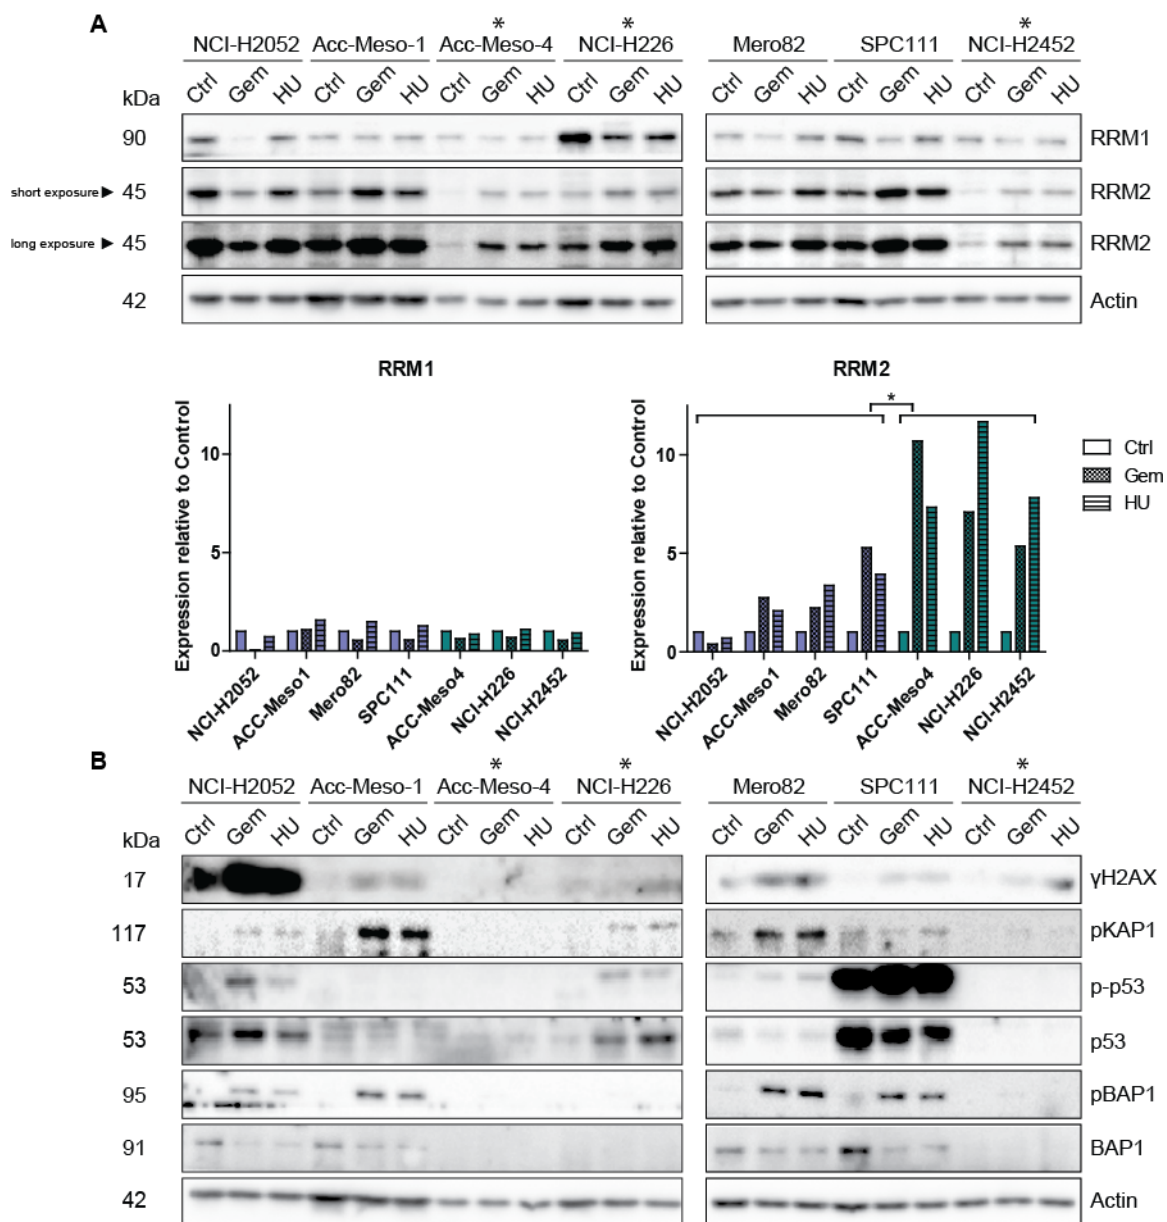 A
* * *
NCI-H2052 Acc-Meso-1 Acc-Meso-4 NCI-H226 Mero82 SPC111 NCI-H2452
kDa Ctrl Gem HU Ctrl Gem HU Ctrl Gem HU Ctrl Gem HU Ctrl Gem HU Ctrl Gem HU Ctrl Gem HU
90 RRM1
short exposure 45 RRM2
long exposure 45 RRM2
42 Actin
RRM1
Expression relative to Control
10
5
0
NCI-H2052 ACC-Meso1 Mero82 SPC111 ACC-Meso4 NCI-H226 NCI-H2452
RRM2
*
Expression relative to Control
10
5
0
NCI-H2052 ACC-Meso1 Mero82 SPC111 ACC-Meso4 NCI-H226 NCI-H2452
Ctrl
Gem
HU
B
* * *
NCI-H2052 Acc-Meso-1 Acc-Meso-4 NCI-H226 Mero82 SPC111 NCI-H2452
kDa Ctrl Gem HU Ctrl Gem HU Ctrl Gem HU Ctrl Gem HU Ctrl Gem HU Ctrl Gem HU Ctrl Gem HU
17 γH2AX
117 pKAP1
53 p-p53
53 p53
95 pBAP1
91 BAP1
42 Actin